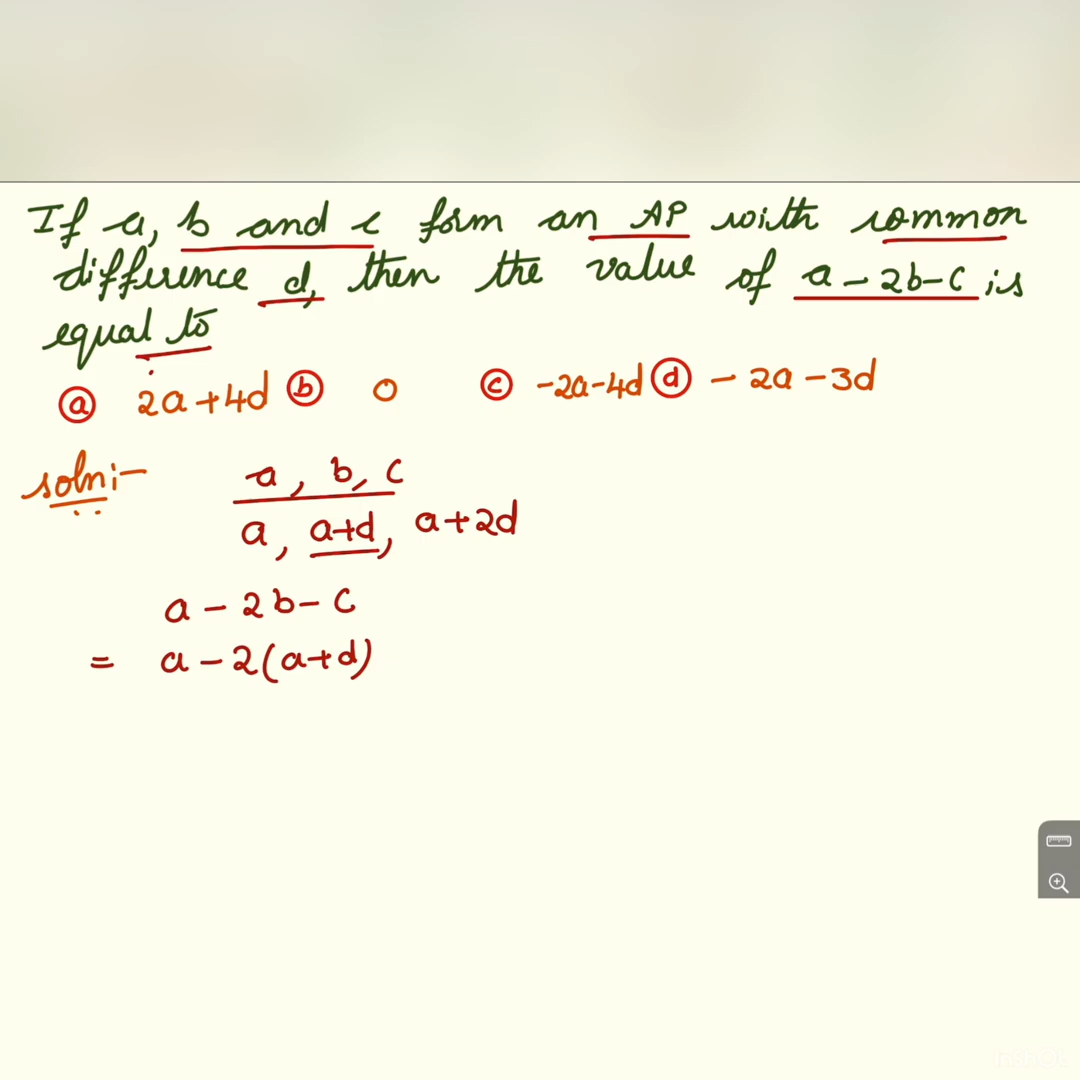 If a, b and c form an AP with common
difference d, then the value of a - 2b - c is
equal to
ⓐ 2a + 4d ⓑ 0 ⓒ -2a - 4d ⓓ - 2a - 3d
soln:-
a, b, c
a, a+d, a+2d
a - 2b - c
= a - 2(a+d)
InShOt